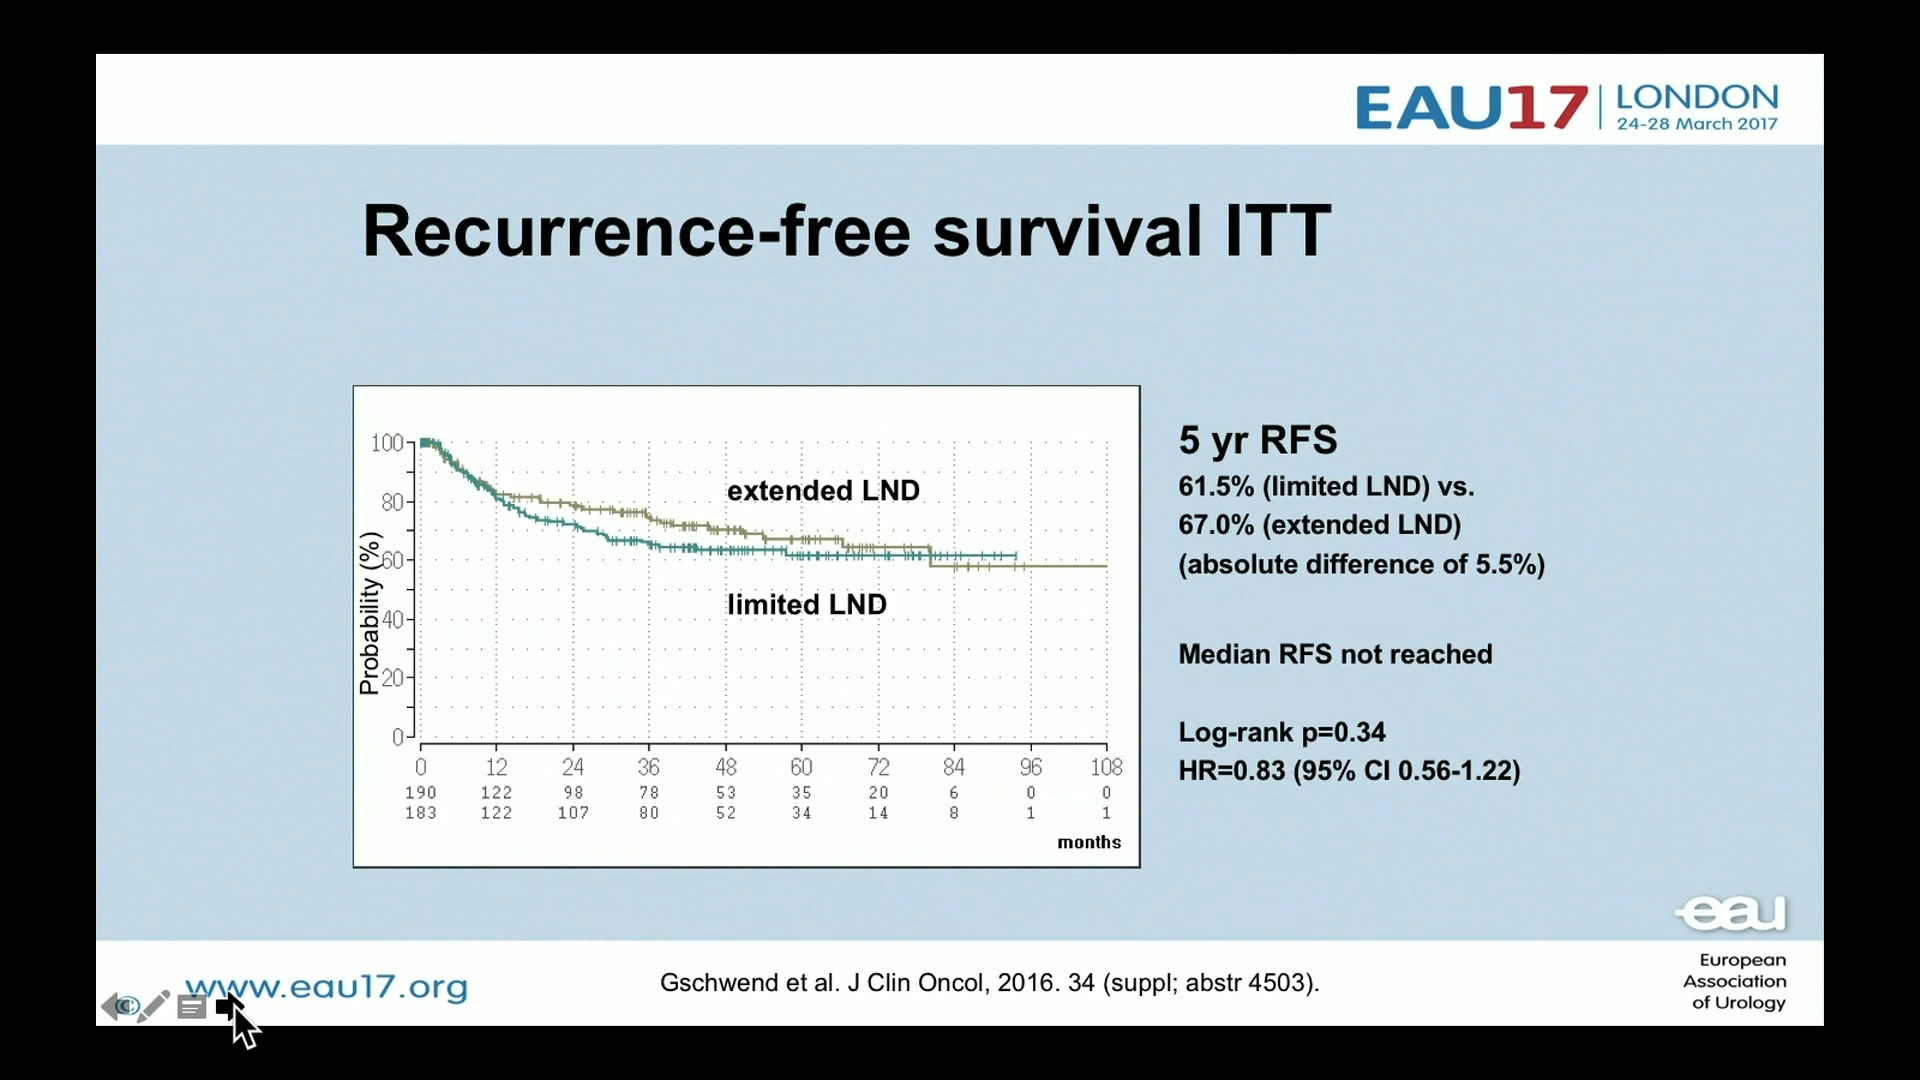 EAU17 LONDON
24-28 March 2017
Recurrence-free survival ITT
100
80
60
40
20
0
Probability (%)
extended LND
limited LND
0 12 24 36 48 60 72 84 96 108
190 122 98 78 53 35 20 6 0 0
183 122 107 80 52 34 14 8 1 1
months
5 yr RFS
61.5% (limited LND) vs.
67.0% (extended LND)
(absolute difference of 5.5%)
Median RFS not reached
Log-rank p=0.34
HR=0.83 (95% CI 0.56-1.22)
eau
European
Association
of Urology
www.eau17.org
Gschwend et al. J Clin Oncol, 2016. 34 (suppl; abstr 4503).